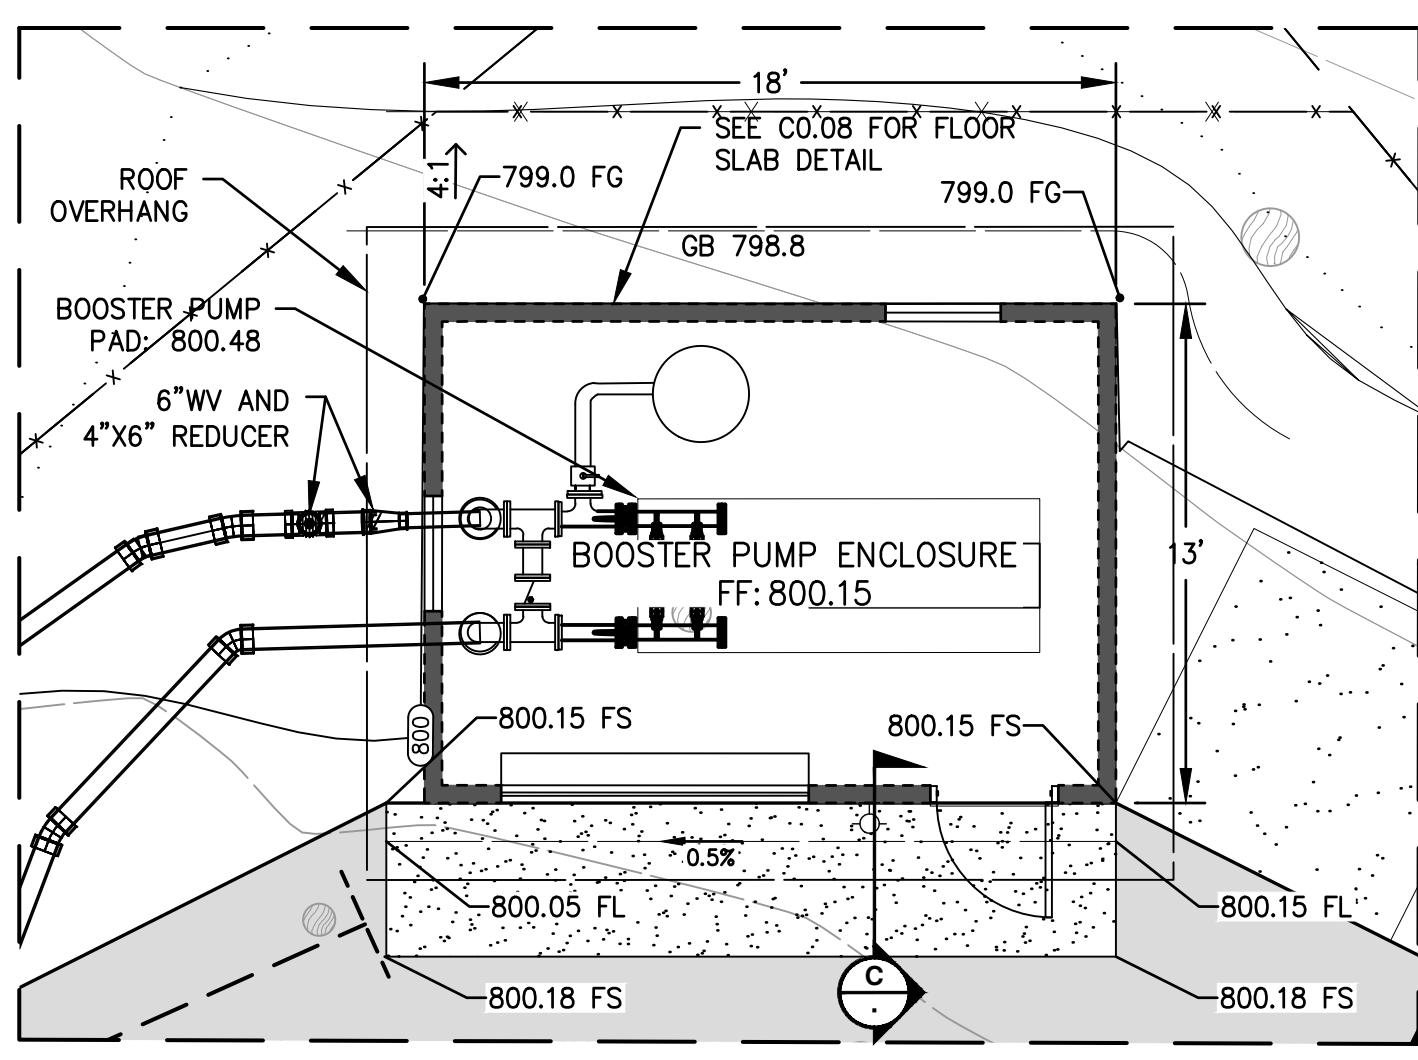 18'
SEE C0.08 FOR FLOOR
SLAB DETAIL
ROOF
OVERHANG
4:1
799.0 FG
799.0 FG
GB 798.8
BOOSTER PUMP
PAD: 800.48
6"WV AND
4"X6" REDUCER
BOOSTER PUMP ENCLOSURE
FF: 800.15
13'
800
800.15 FS
800.15 FS
0.5%
800.05 FL
800.15 FL
800.18 FS
C
800.18 FS